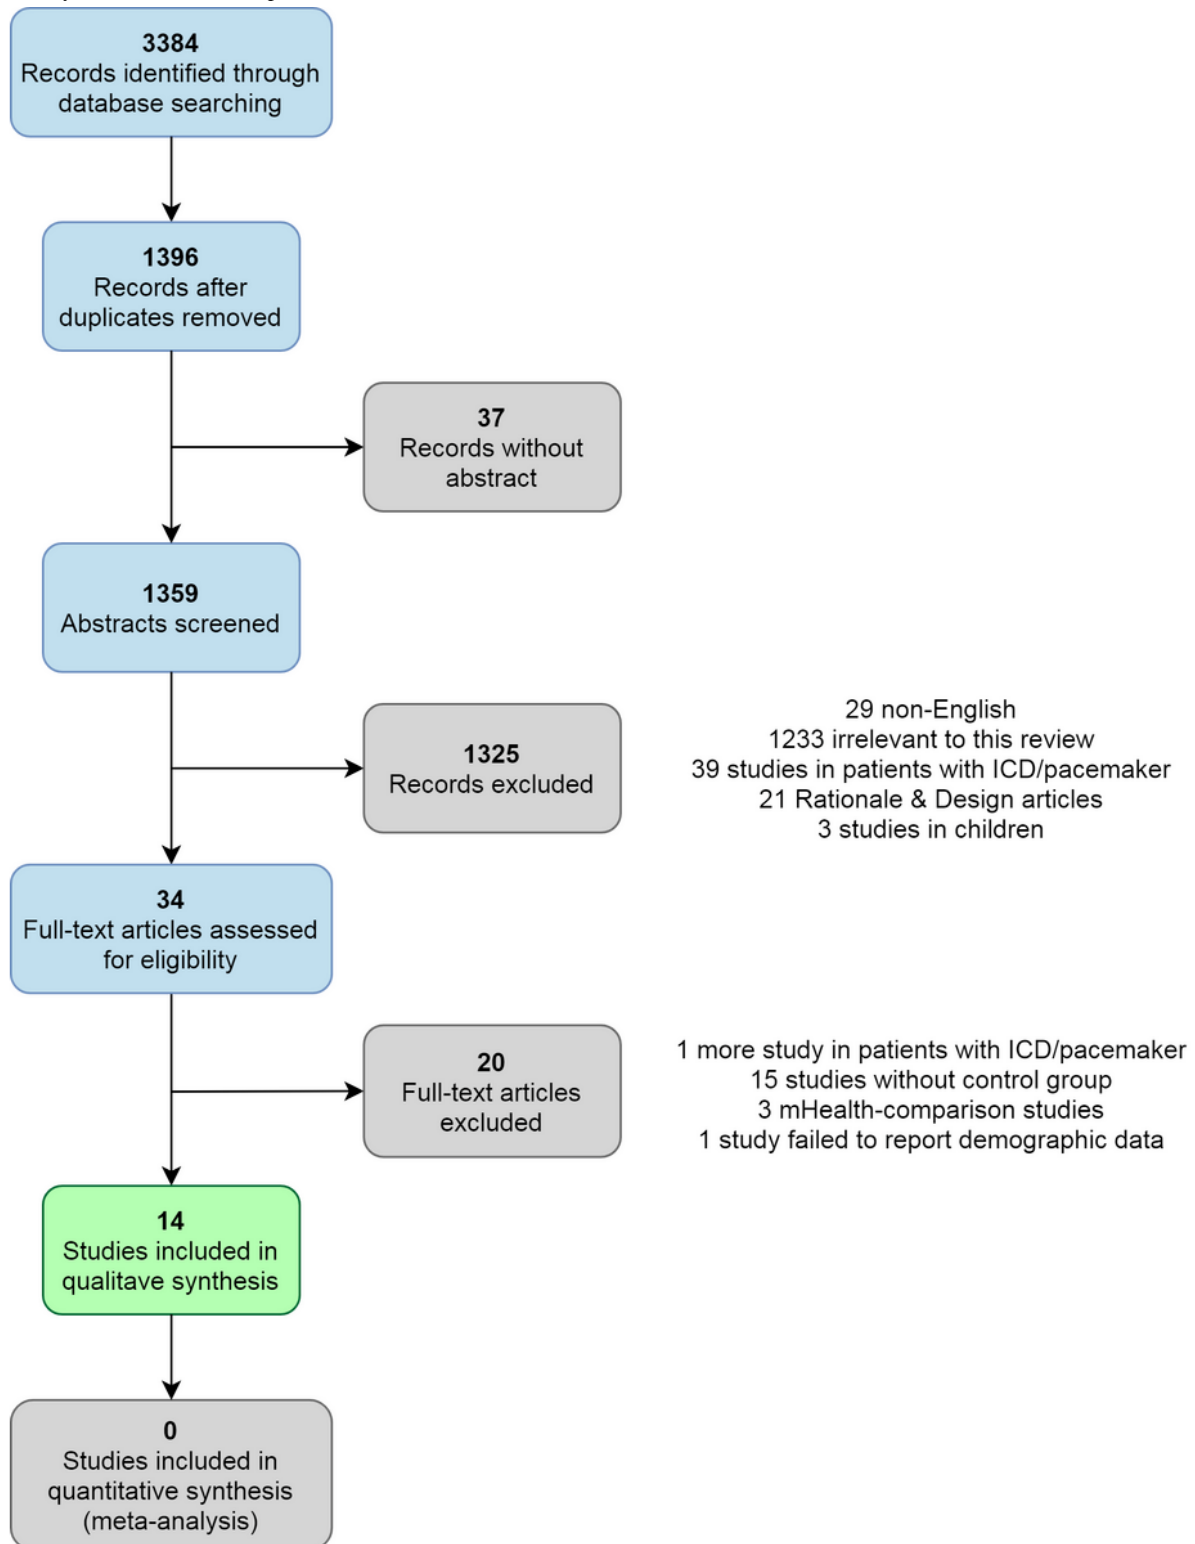 3384
Records identified through
database searching
1396
Records after
duplicates removed
37
Records without
abstract
1359
Abstracts screened
1325
Records excluded
29 non-English
1233 irrelevant to this review
39 studies in patients with ICD/pacemaker
21 Rationale & Design articles
3 studies in children
34
Full-text articles assessed
for eligibility
20
Full-text articles
excluded
1 more study in patients with ICD/pacemaker
15 studies without control group
3 mHealth-comparison studies
1 study failed to report demographic data
14
Studies included in
qualitave synthesis
0
Studies included in
quantitative synthesis
(meta-analysis)